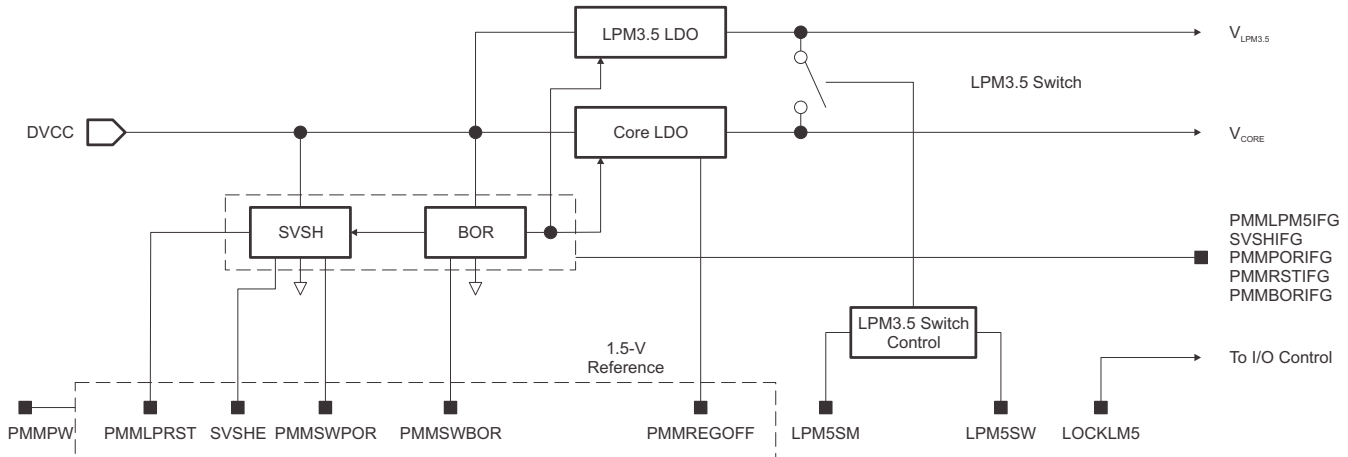 LPM3.5 LDO
V_LPM3.5
LPM3.5 Switch
DVCC
Core LDO
V_CORE
SVSH
BOR
PMMLPM5IFG
SVSHIFG
PMMPORIFG
PMMRSTIFG
PMMBORIFG
LPM3.5 Switch
Control
1.5-V
Reference
To I/O Control
PMMPW
PMMLPRST
SVSHE
PMMSWPOR
PMMSWBOR
PMMREGOFF
LPM5SM
LPM5SW
LOCKLM5